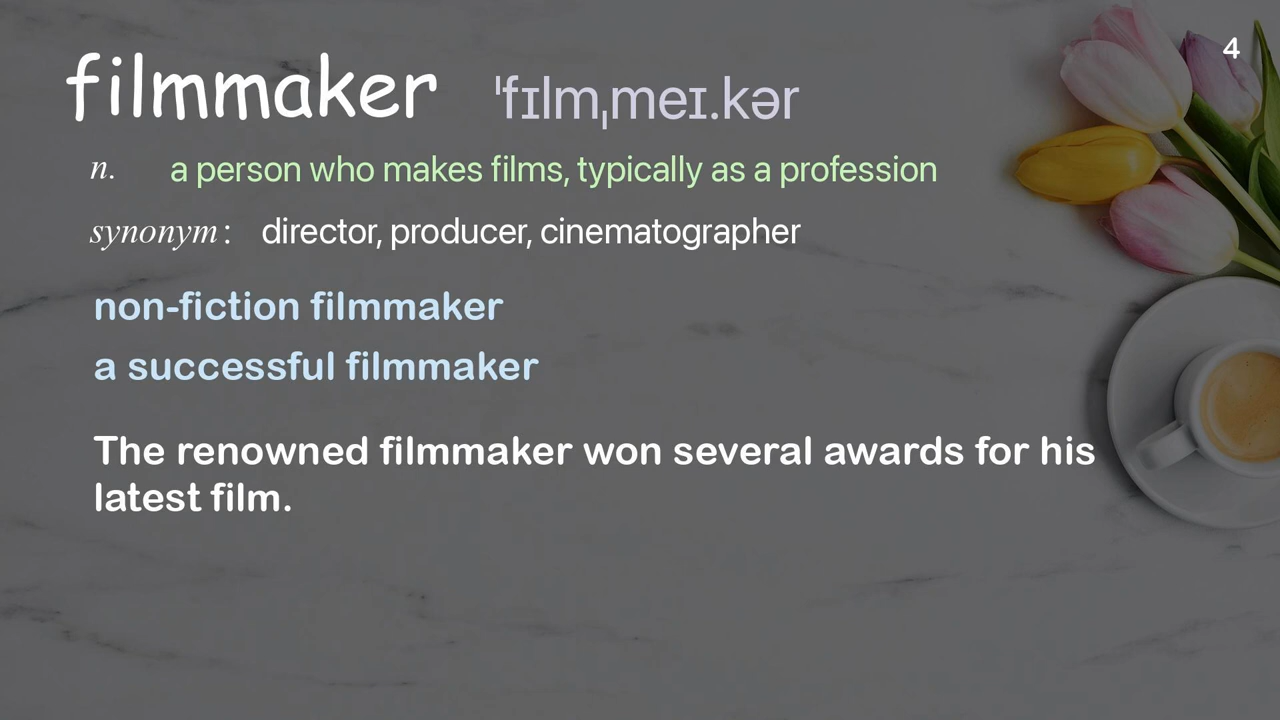 4
filmmaker ˈfɪlmˌmeɪ.kər
n. a person who makes films, typically as a profession
synonym: director, producer, cinematographer
non-fiction filmmaker
a successful filmmaker
The renowned filmmaker won several awards for his
latest film.